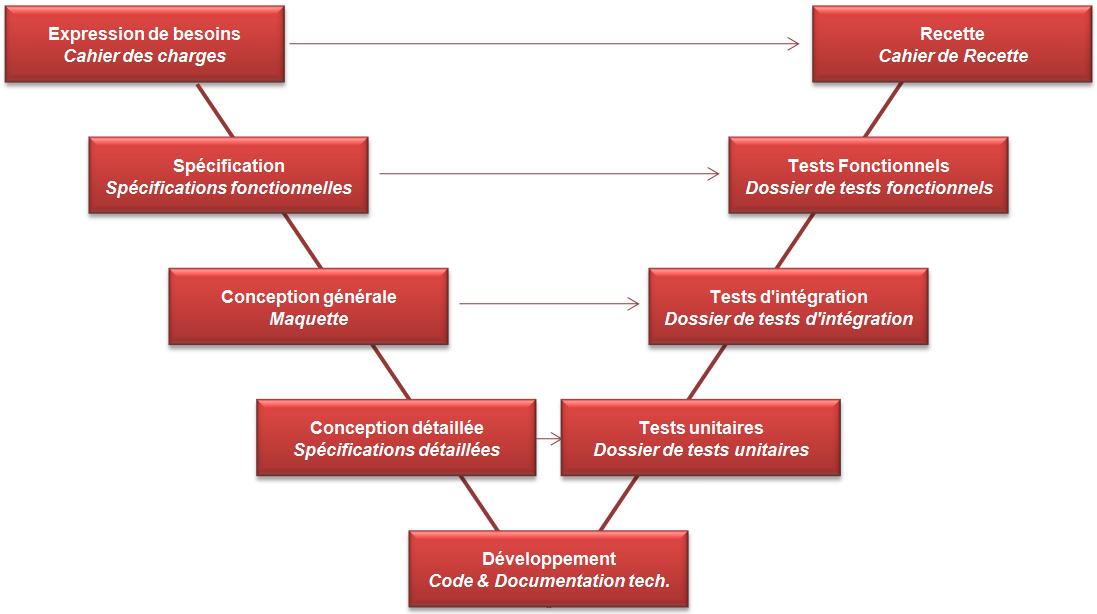 Expression de besoins
Cahier des charges
Recette
Cahier de Recette
Spécification
Spécifications fonctionnelles
Tests Fonctionnels
Dossier de tests fonctionnels
Conception générale
Maquette
Tests d'intégration
Dossier de tests d'intégration
Conception détaillée
Spécifications détaillées
Tests unitaires
Dossier de tests unitaires
Développement
Code & Documentation tech.